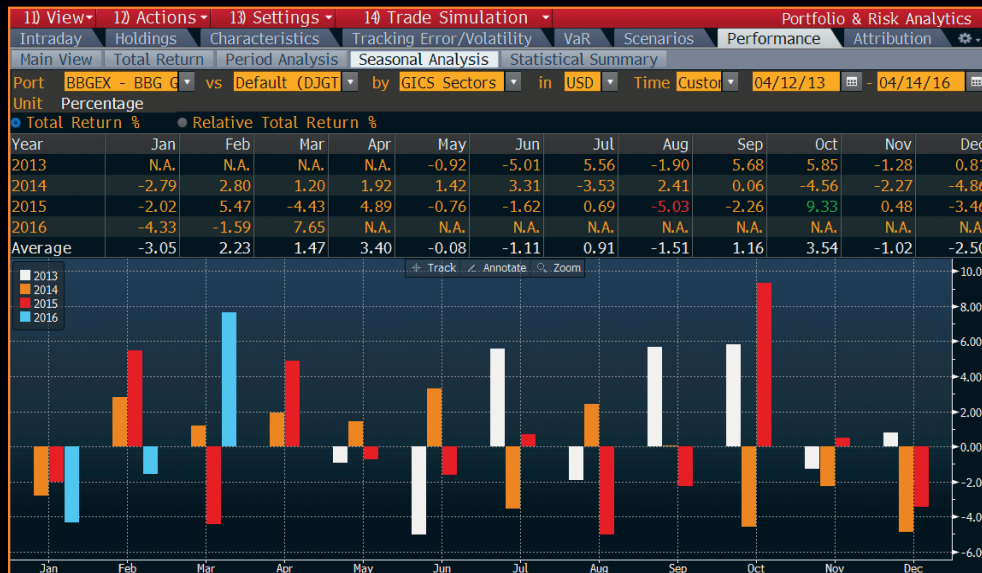 11) View 12) Actions 13) Settings 14) Trade Simulation Portfolio & Risk Analytics
Intraday Holdings Characteristics Tracking Error/Volatility VaR Scenarios Performance Attribution
Main View Total Return Period Analysis Seasonal Analysis Statistical Summary
Port BBGEX - BBG G vs Default (DJGT by GICS Sectors in USD Time Custor 04/12/13 - 04/14/16
Unit Percentage
Total Return % Relative Total Return %
Year Jan Feb Mar Apr May Jun Jul Aug Sep Oct Nov Dec
2013 N.A. N.A. N.A. N.A. -0.92 -5.01 5.56 -1.90 5.68 5.85 -1.28 0.81
2014 -2.79 2.80 1.20 1.92 1.42 3.31 -3.53 2.41 0.06 -4.56 -2.27 -4.86
2015 -2.02 5.47 -4.43 4.89 -0.76 -1.62 0.69 -5.03 -2.26 9.33 0.48 -3.46
2016 -4.33 -1.59 7.65 N.A. N.A. N.A. N.A. N.A. N.A. N.A. N.A. N.A
Average -3.05 2.23 1.47 3.40 -0.08 -1.11 0.91 -1.51 1.16 3.54 -1.02 -2.50
Track Annotate Zoom
2013
2014
2015
2016
10.00
8.00
6.00
4.00
2.00
0.00
-2.00
-4.00
-6.00
Jan Feb Mar Apr May Jun Jul Aug Sep Oct Nov Dec